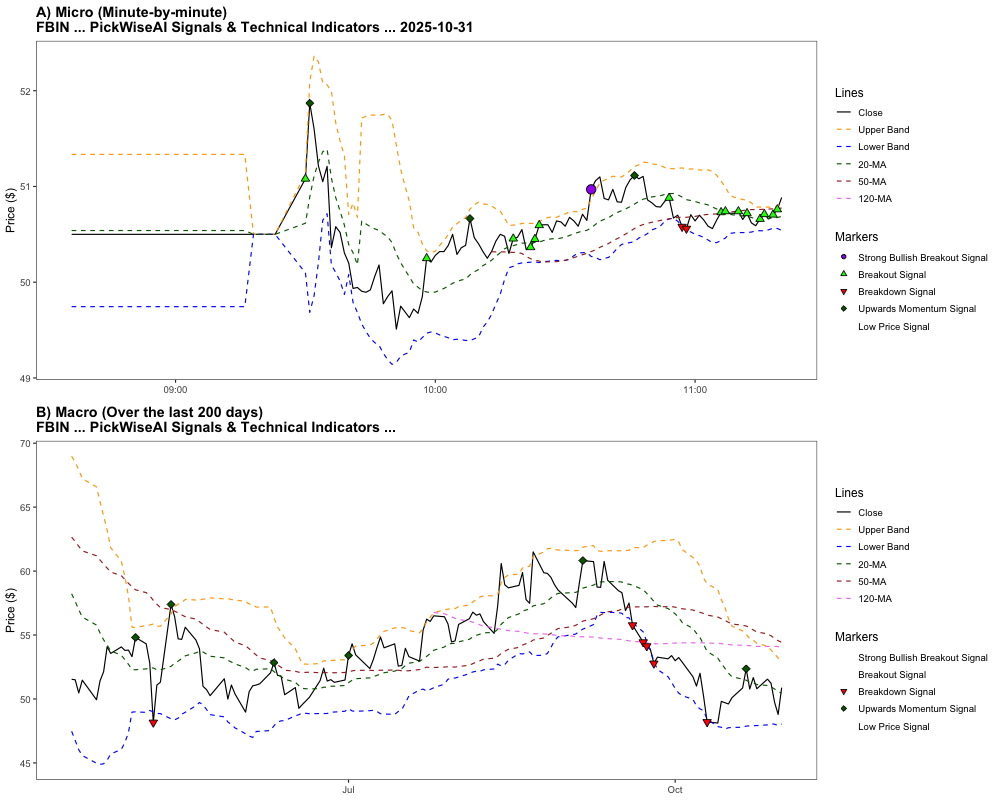 A) Micro (Minute-by-minute)
FBIN ... PickWiseAI Signals & Technical Indicators ... 2025-10-31
52
51
50
49
Price ($)
09:00
10:00
11:00
Lines
Close
Upper Band
Lower Band
20-MA
50-MA
120-MA
Markers
Strong Bullish Breakout Signal
Breakout Signal
Breakdown Signal
Upwards Momentum Signal
Low Price Signal
B) Macro (Over the last 200 days)
FBIN ... PickWiseAI Signals & Technical Indicators ...
70
65
60
55
50
45
Price ($)
Jul
Oct
Lines
Close
Upper Band
Lower Band
20-MA
50-MA
120-MA
Markers
Strong Bullish Breakout Signal
Breakout Signal
Breakdown Signal
Upwards Momentum Signal
Low Price Signal